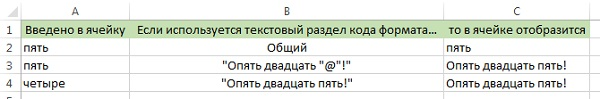 A B C
1 Введено в ячейку Если используется текстовый раздел кода формата... то в ячейке отобразится
2 пять Общий пять
3 пять "Опять двадцать "@"!" Опять двадцать пять!
4 четыре "Опять двадцать пять!" Опять двадцать пять!